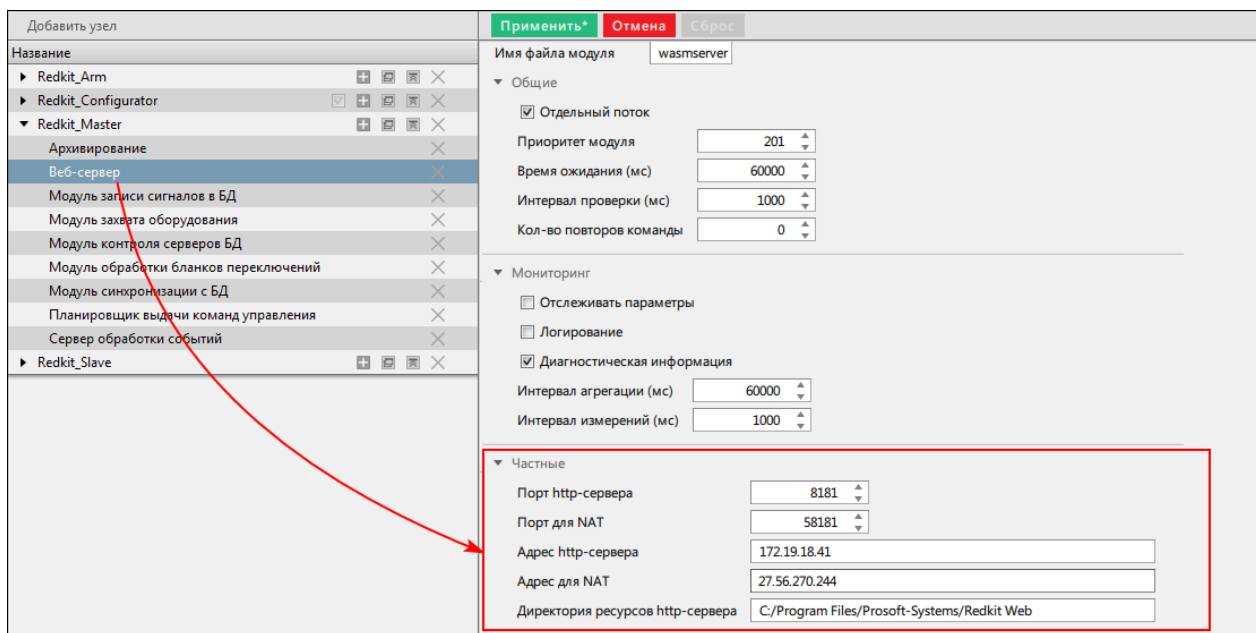 Добавить узел
Название
Redkit_Arm
Redkit_Configurator
Redkit_Master
Архивирование
Веб-сервер
Модуль записи сигналов в БД
Модуль захвата оборудования
Модуль контроля серверов БД
Модуль обработки бланков переключений
Модуль синхронизации с БД
Планировщик выдачи команд управления
Сервер обработки событий
Redkit_Slave
Применить* Отмена Сброс
Имя файла модуля wasmserver
Общие
Отдельный поток
Приоритет модуля 201
Время ожидания (мс) 60000
Интервал проверки (мс) 1000
Кол-во повторов команды 0
Мониторинг
Отслеживать параметры
Логирование
Диагностическая информация
Интервал агрегации (мс) 60000
Интервал измерений (мс) 1000
Частные
Порт http-сервера 8181
Порт для NAT 58181
Адрес http-сервера 172.19.18.41
Адрес для NAT 27.56.270.244
Директория ресурсов http-сервера C:/Program Files/Prosoft-Systems/Redkit Web